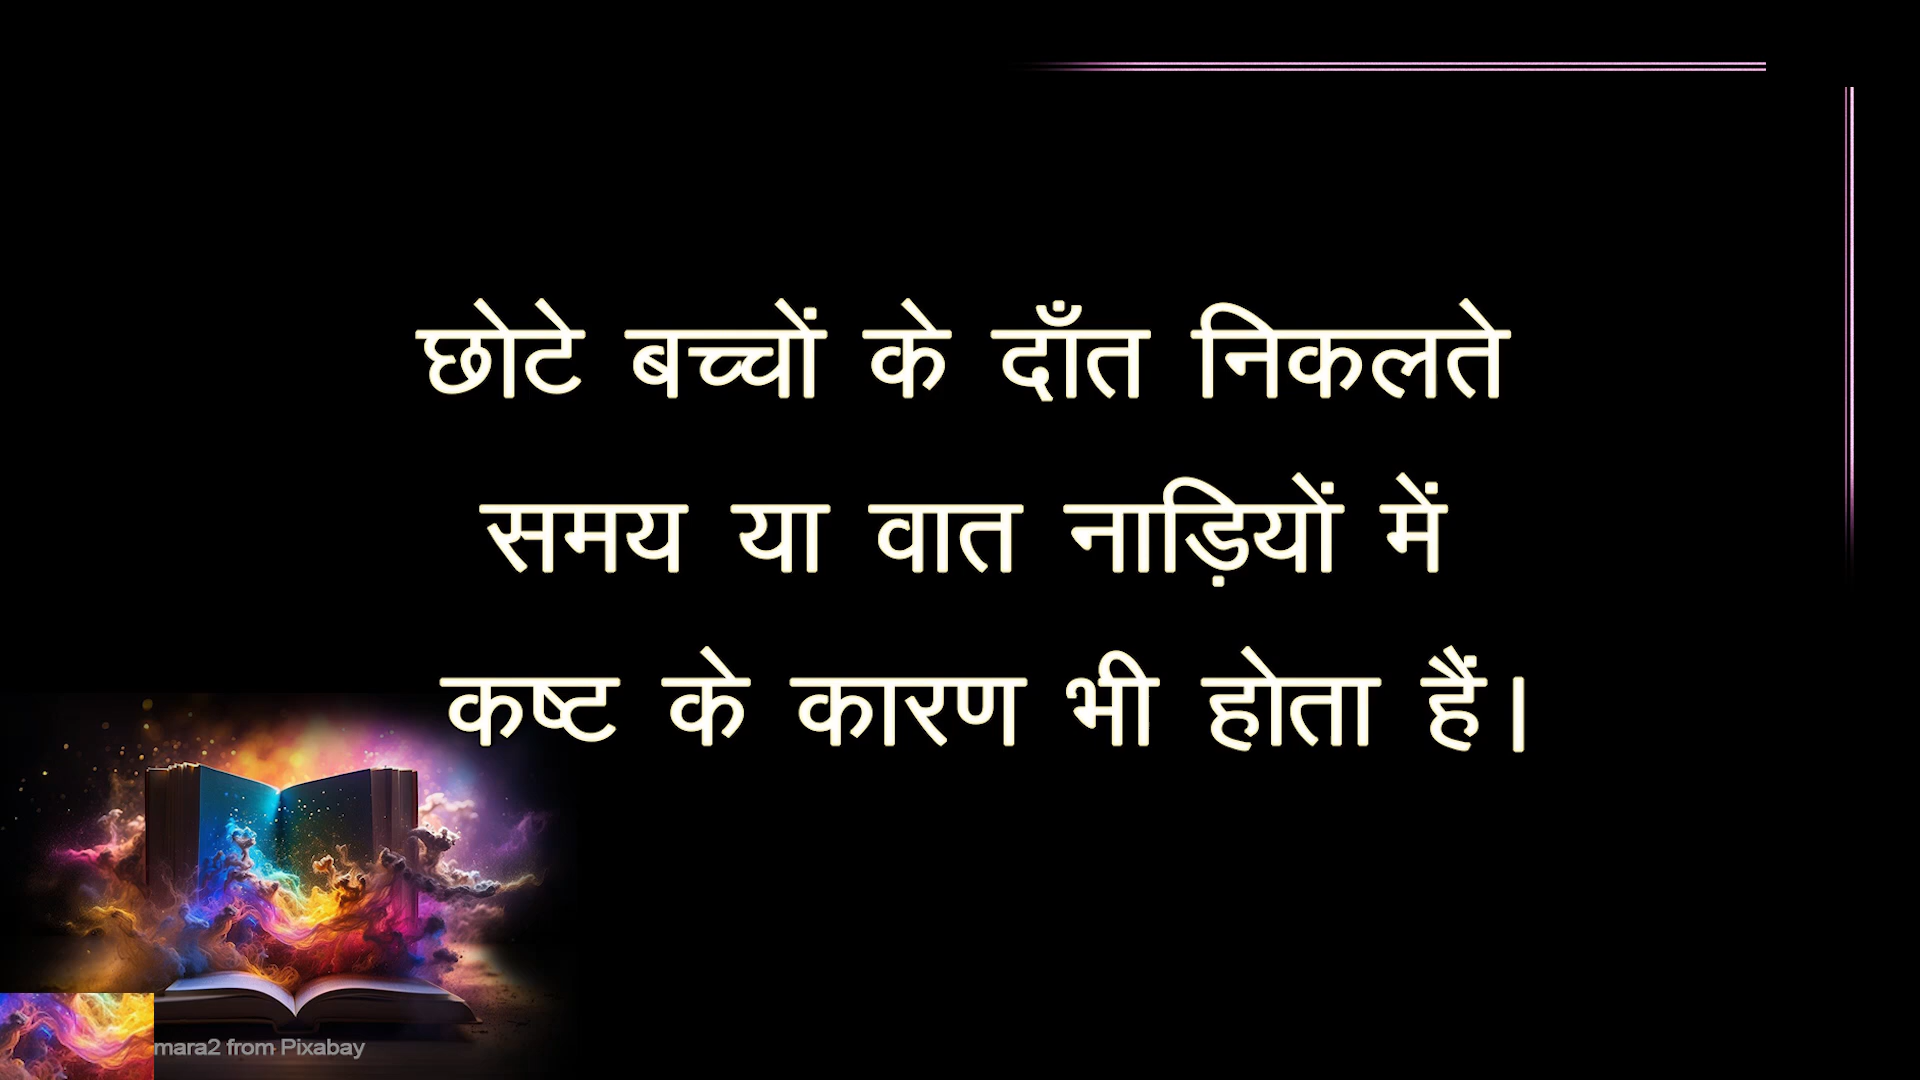 छोटे बच्चों के दाँत निकलते
समय या वात नाड़ियों में
कष्ट के कारण भी होता हैं।
mara2 from Pixabay